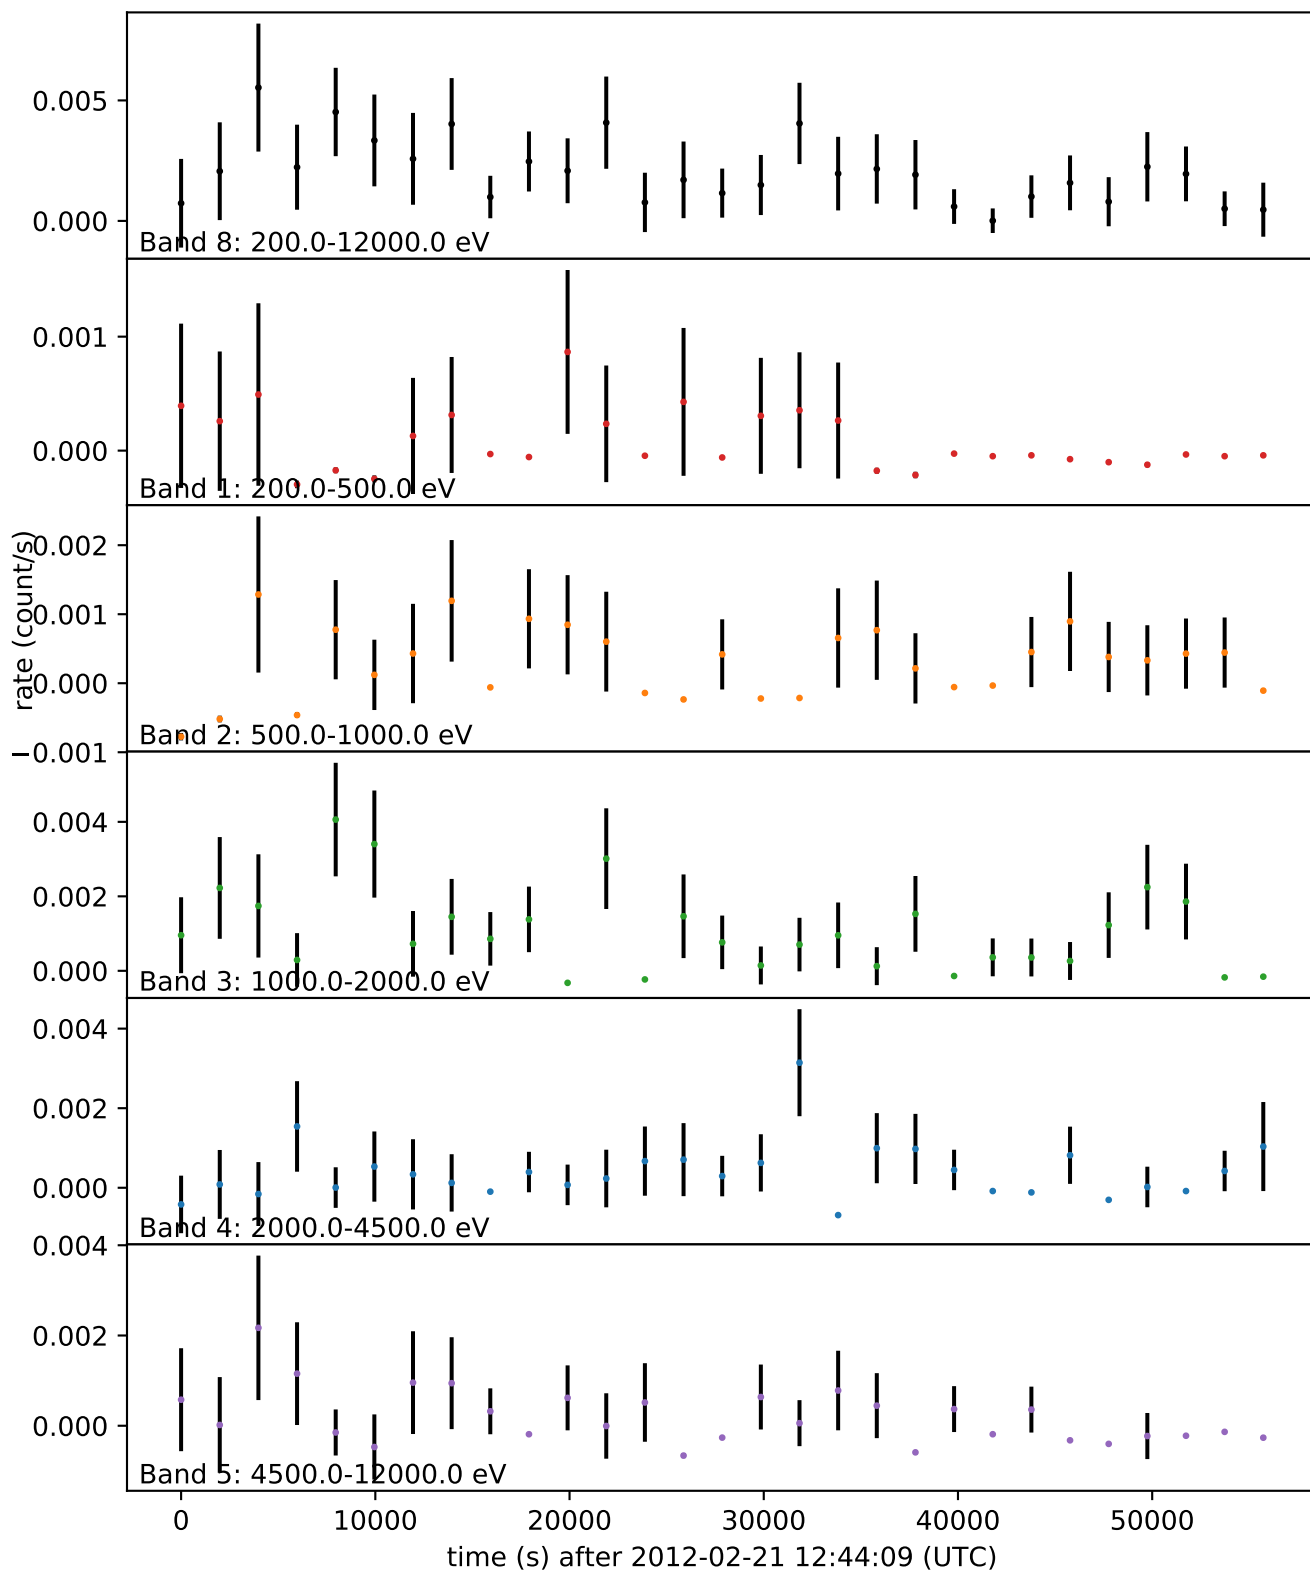 0.005
0.000
Band 8: 200.0-12000.0 eV
0.001
0.000
Band 1: 200.0-500.0 eV
rate (count/s)
0.002
0.001
0.000
−0.001
Band 2: 500.0-1000.0 eV
0.004
0.002
0.000
Band 3: 1000.0-2000.0 eV
0.004
0.002
0.000
Band 4: 2000.0-4500.0 eV
0.004
0.002
0.000
Band 5: 4500.0-12000.0 eV
0 10000 20000 30000 40000 50000
time (s) after 2012-02-21 12:44:09 (UTC)